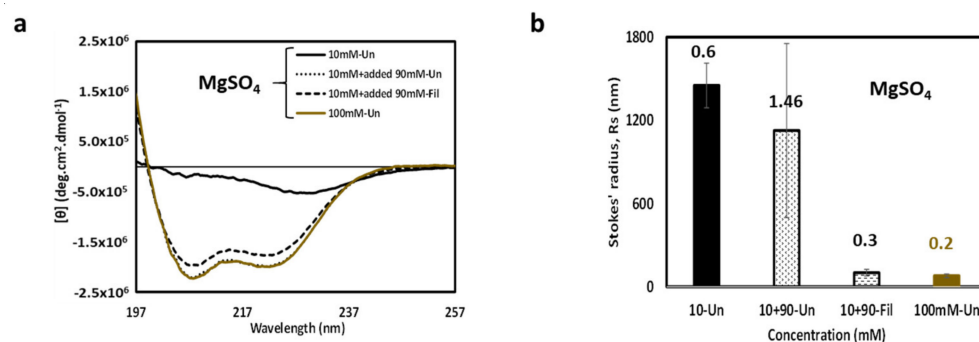 a
2.5x10⁶
1.5x10⁶
5.0x10⁵
-5.0x10⁵
-1.5x10⁶
-2.5x10⁶
[θ] (deg.cm².dmol⁻¹)
MgSO₄
10mM-Un
10mM+added 90mM-Un
10mM+added 90mM-Fil
100mM-Un
197
217
237
257
Wavelength (nm)
b
1800
1200
600
0
Stokes' radius, Rs (nm)
0.6
1.46
0.3
0.2
MgSO₄
10-Un
10+90-Un
10+90-Fil
100mM-Un
Concentration (mM)